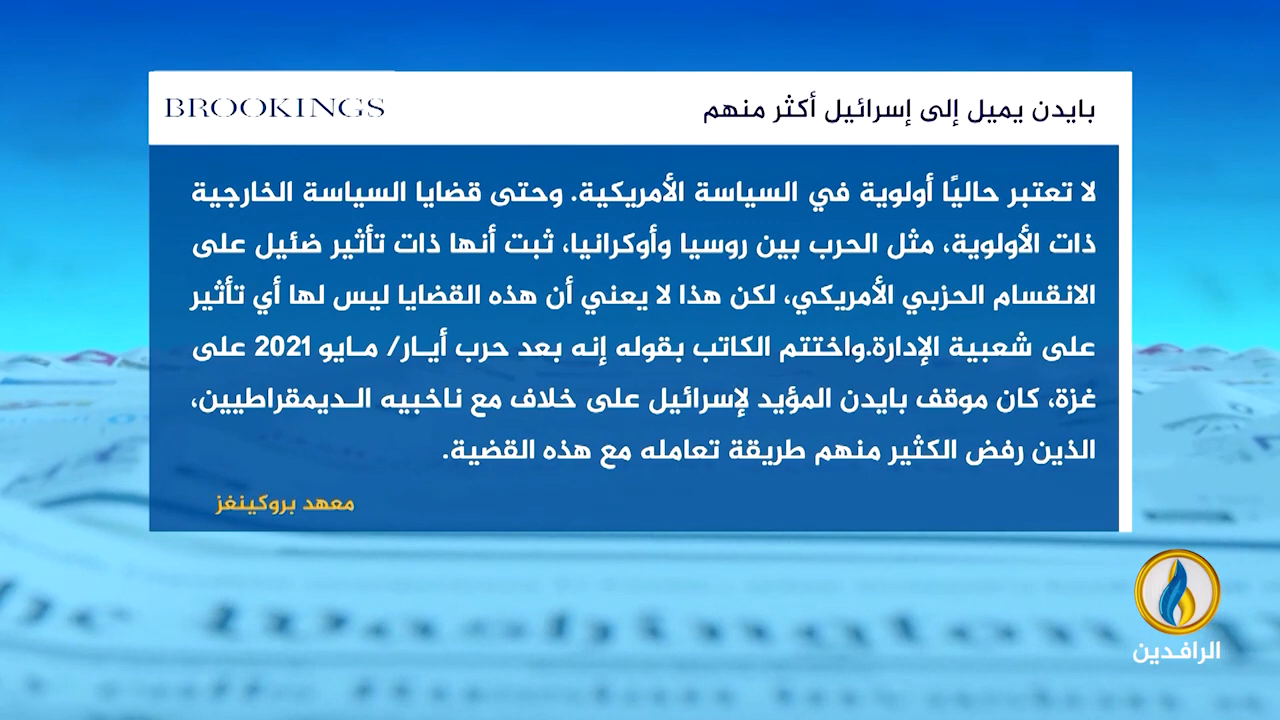 BROOKINGS
بايدن يميل إلى إسرائيل أكثر منهم
لا تعتبر حاليًا أولوية في السياسة الأمريكية. وحتى قضايا السياسة الخارجية
ذات الأولوية، مثل الحرب بين روسيا وأوكرانيا، ثبت أنها ذات تأثير ضئيل على
الانقسام الحزبي الأمريكي، لكن هذا لا يعني أن هذه القضايا ليس لها أي تأثير
على شعبية الإدارة.واختتم الكاتب بقوله إنه بعد حرب أيـار/ مـايو 2021 على
غزة، كان موقف بايدن المؤيد لإسرائيل على خلاف مع ناخبيه الـديمقراطيين،
الذين رفض الكثير منهم طريقة تعامله مع هذه القضية.
معهد بروكينغز
الرافدين